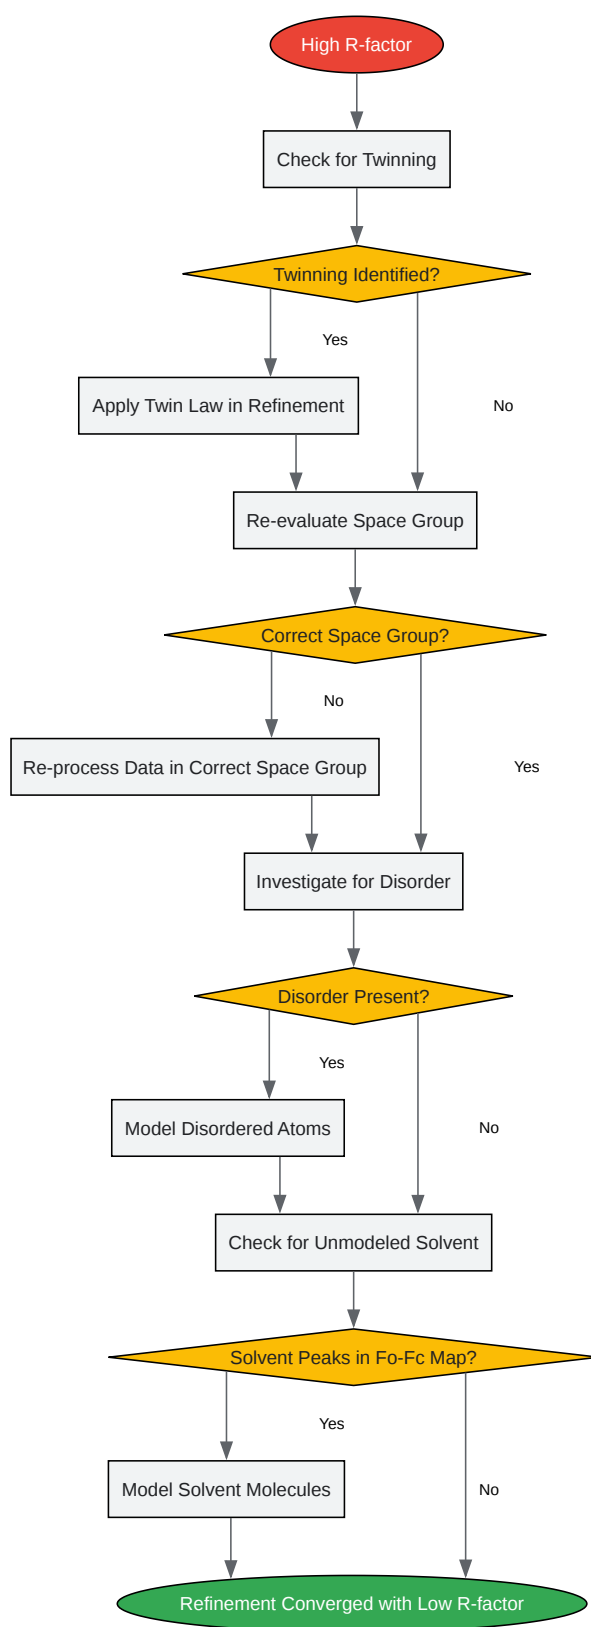 High R-factor
Check for Twinning
Twinning Identified?
Yes
Apply Twin Law in Refinement
No
Re-evaluate Space Group
Correct Space Group?
No
Re-process Data in Correct Space Group
Yes
Investigate for Disorder
Disorder Present?
Yes
Model Disordered Atoms
No
Check for Unmodeled Solvent
Solvent Peaks in Fo-Fc Map?
Yes
Model Solvent Molecules
No
Refinement Converged with Low R-factor